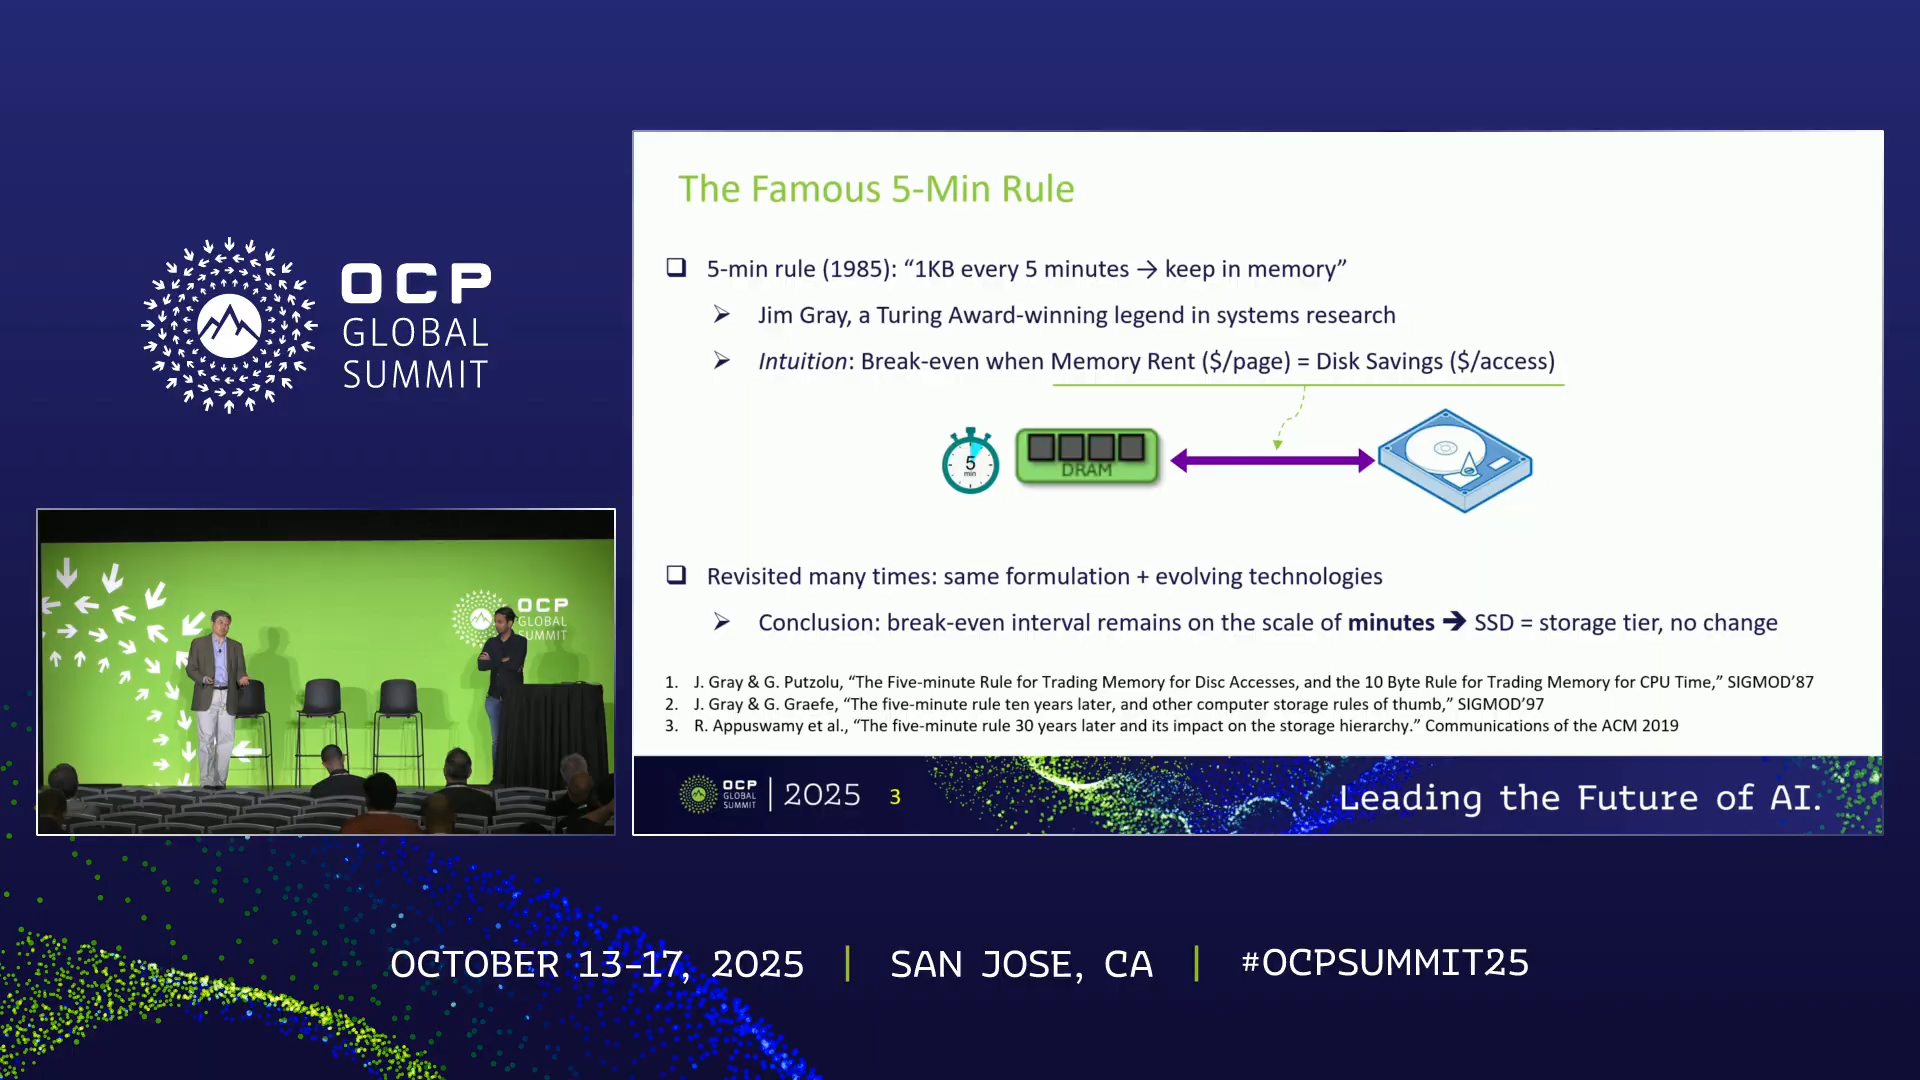 OCP
GLOBAL
SUMMIT
The Famous 5-Min Rule
5-min rule (1985): “1KB every 5 minutes → keep in memory”
Jim Gray, a Turing Award-winning legend in systems research
Intuition: Break-even when Memory Rent ($/page) = Disk Savings ($/access)
5
min
DRAM
Revisited many times: same formulation + evolving technologies
Conclusion: break-even interval remains on the scale of minutes ➔ SSD = storage tier, no change
1. J. Gray & G. Putzolu, “The Five-minute Rule for Trading Memory for Disc Accesses, and the 10 Byte Rule for Trading Memory for CPU Time,” SIGMOD’87
2. J. Gray & G. Graefe, “The five-minute rule ten years later, and other computer storage rules of thumb,” SIGMOD’97
3. R. Appuswamy et al., “The five-minute rule 30 years later and its impact on the storage hierarchy.” Communications of the ACM 2019
OCP
GLOBAL
SUMMIT
2025
3
Leading the Future of AI.
OCP
GLOBAL
SUMMIT
OCTOBER 13-17, 2025 | SAN JOSE, CA | #OCPSUMMIT25